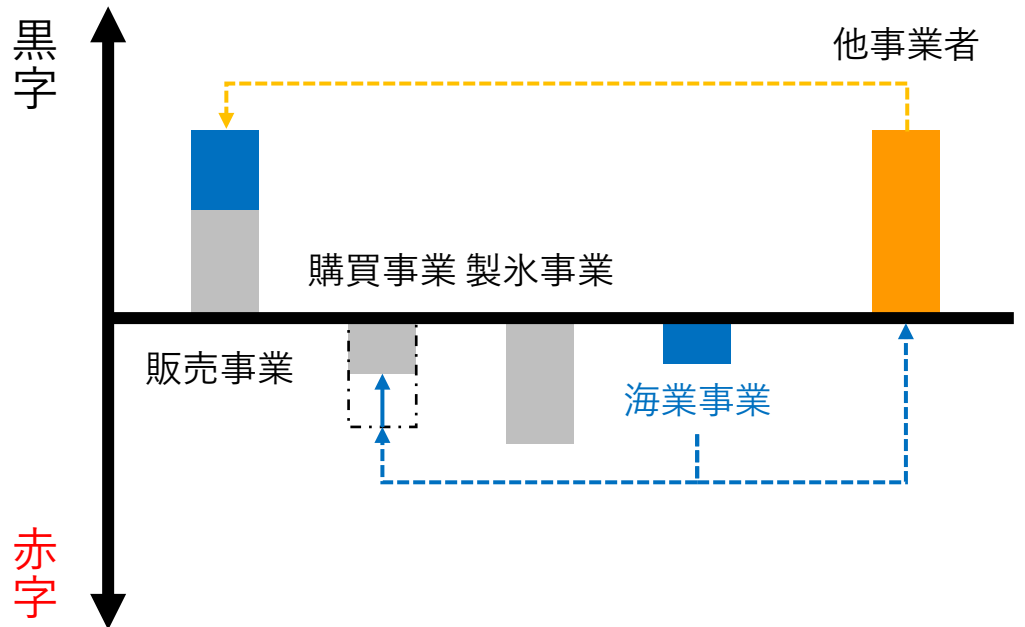 黒字
他事業者
購買事業 製氷事業
販売事業
海業事業
赤字